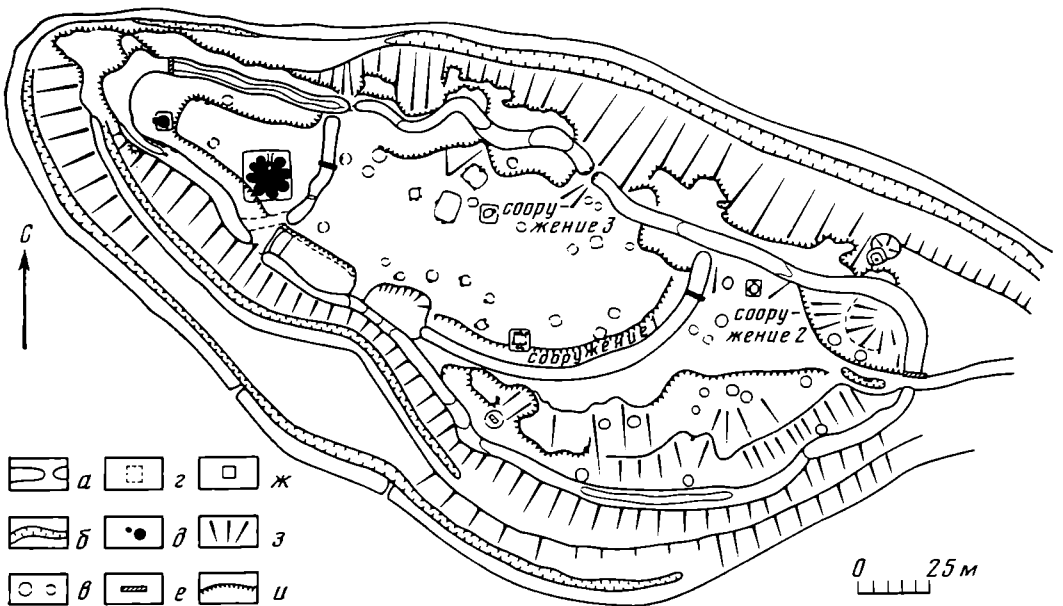 С
соору-
жение 3
соору-
жение 2
сооружение 1
а
г
ж
б
д
з
в
е
и
0 25 м